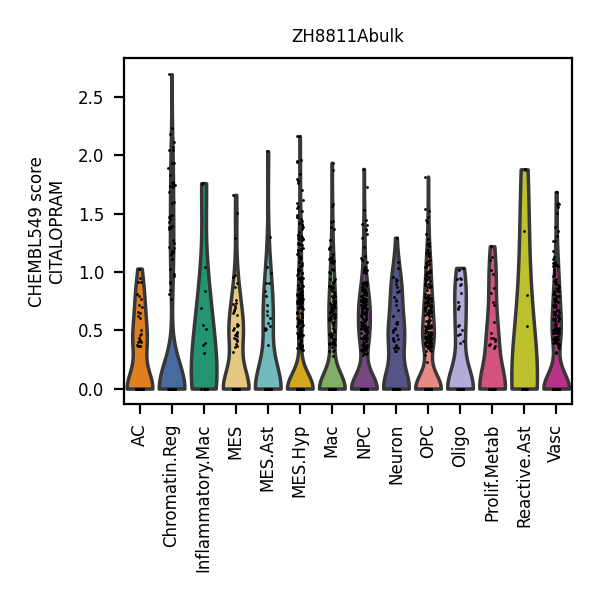 ZH8811Abulk
CHEMBL549 score
CITALOPRAM
2.5
2.0
1.5
1.0
0.5
0.0
AC
Chromatin.Reg
Inflammatory.Mac
MES
MES.Ast
MES.Hyp
Mac
NPC
Neuron
OPC
Oligo
Prolif.Metab
Reactive.Ast
Vasc